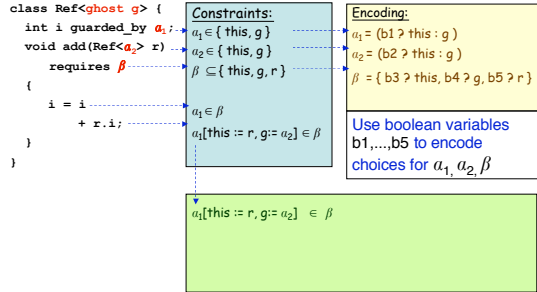 class Ref<ghost g> {
int i guarded_by α₁;
void add(Ref<α₂> r)
requires β
{
i = i
+ r.i;
}
}
Constraints:
α₁ ∈ { this, g }
α₂ ∈ { this, g }
β ⊆ { this, g, r }
α₁ ∈ β
α₁[this := r, g:= α₂] ∈ β
Encoding:
α₁ = (b1 ? this : g )
α₂ = (b2 ? this : g )
β = { b3 ? this, b4 ? g, b5 ? r }
Use boolean variables
b1,...,b5 to encode
choices for α₁, α₂, β
α₁[this := r, g:= α₂] ∈ β